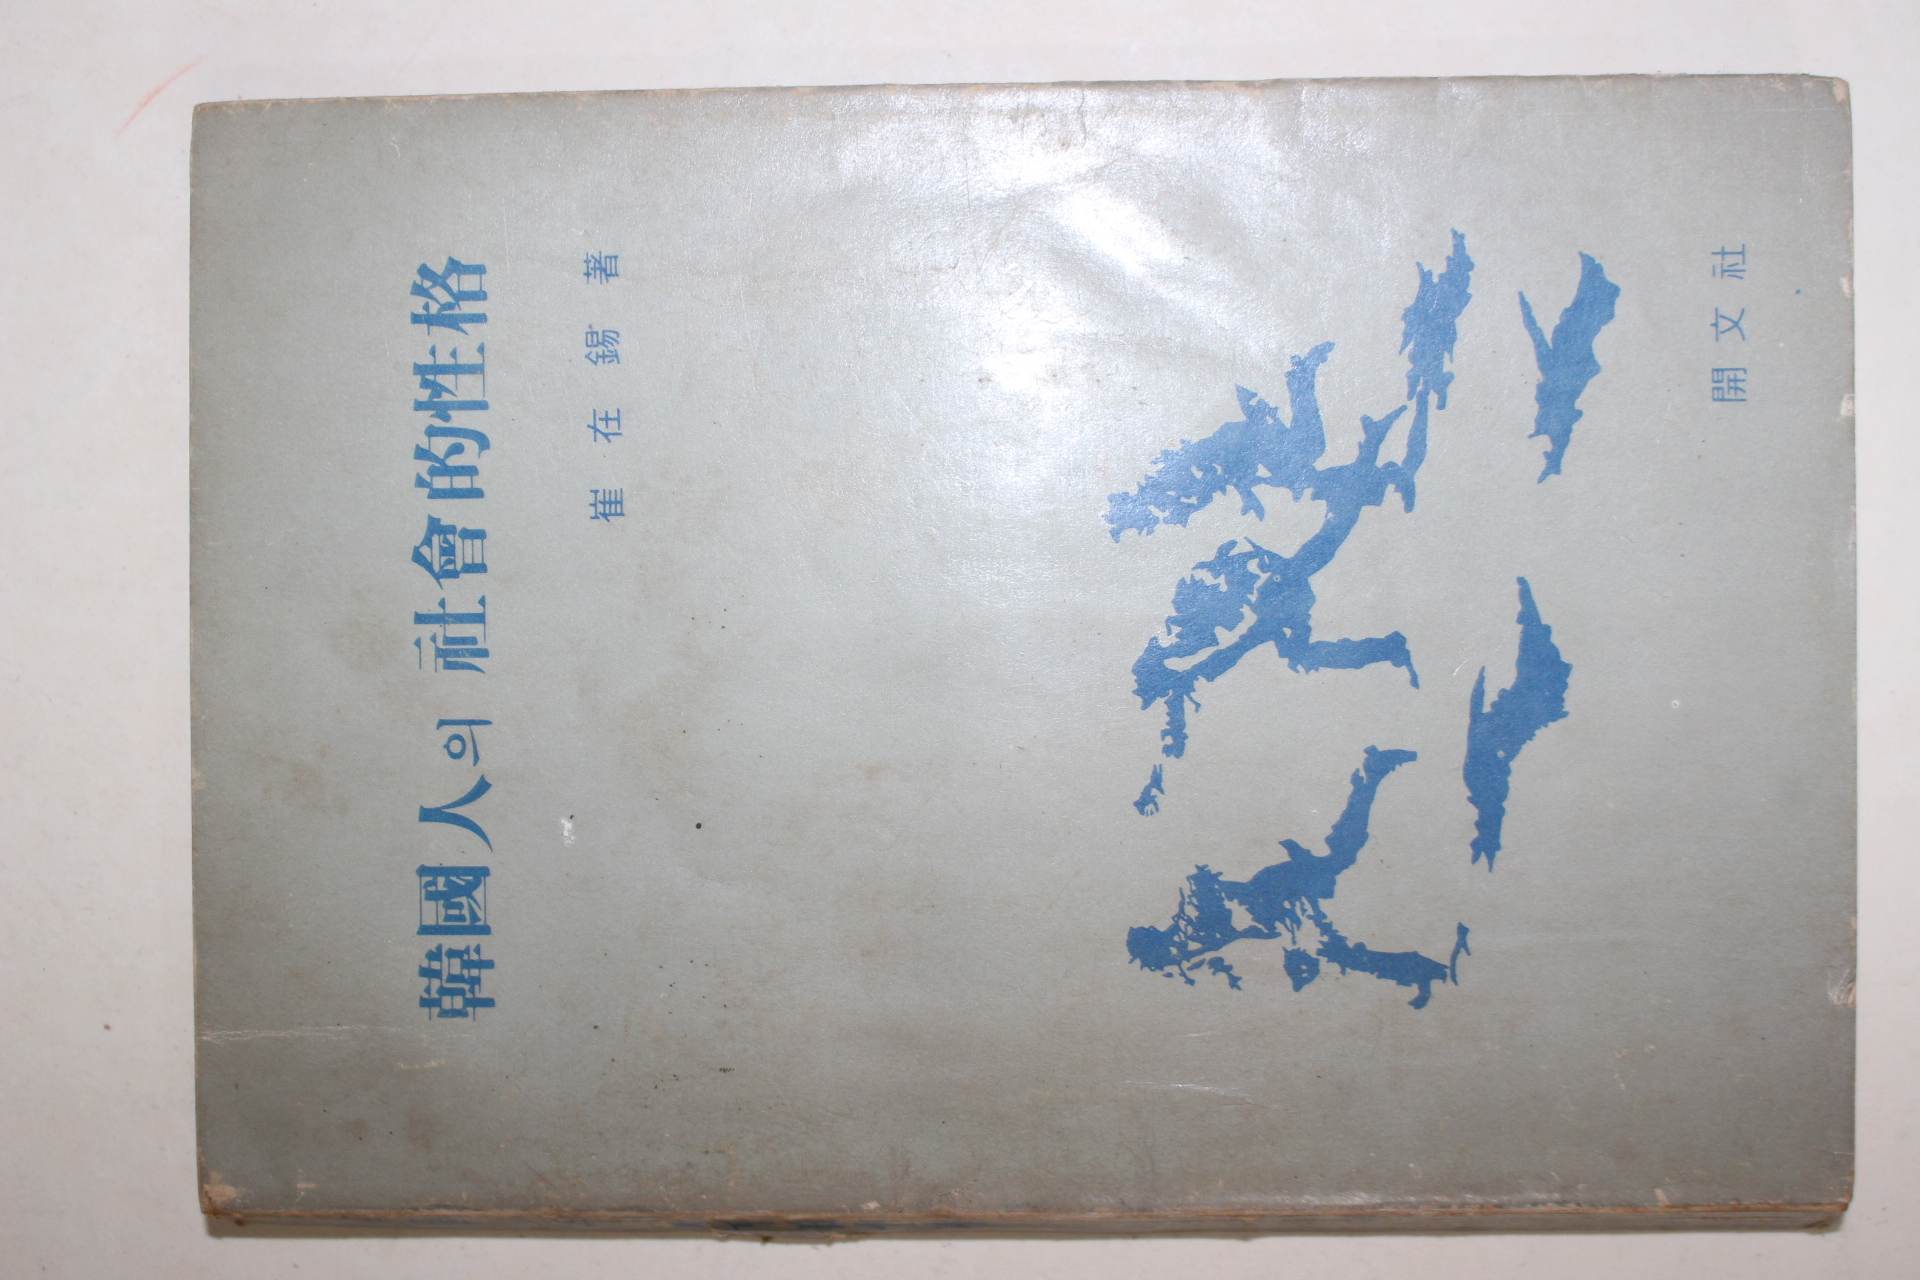 韓國人의 社會的性格
崔在錫 著
開文社